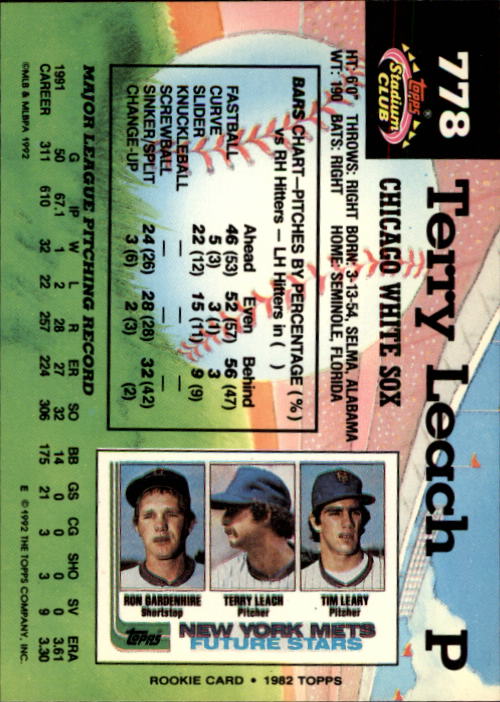 778
Topps®
Stadium
CLUB
Terry Leach P
CHICAGO WHITE SOX
HT: 6'0" THROWS: RIGHT BORN: 3-13-54, SELMA, ALABAMA
WT: 190 BATS: RIGHT HOME: SEMINOLE, FLORIDA
BARS CHART—PITCHES BY PERCENTAGE (%)
vs RH Hitters — LH Hitters in ( )
Ahead Even Behind
FASTBALL 46 (53) 52 (57) 56 (47)
CURVE 5 (3) 3 (1) 3
SLIDER 22 (12) 15 (11) 9 (9)
KNUCKLEBALL — — —
SCREWBALL — — —
SINKER/SPLIT 24 (26) 28 (28) 32 (42)
CHANGE-UP 3 (6) 2 (3) (2)
RON GARDENHIRE
Shortstop
TERRY LEACH
Pitcher
TIM LEARY
Pitcher
Topps
NEW YORK METS
FUTURE STARS
ROOKIE CARD • 1982 TOPPS
MAJOR LEAGUE PITCHING RECORD
G IP W L R ER SO BB GS CG SHO SV ERA
1991 50 67.1 1 2 28 27 32 14 0 0 0 0 3.61
CAREER 311 610 32 22 257 224 306 175 21 3 3 9 3.30
©MLB & MLBPA 1992
E © 1992 THE TOPPS COMPANY, INC.